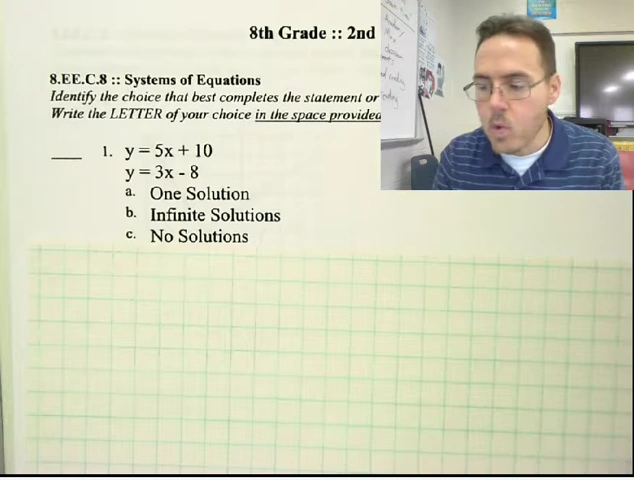 8th Grade :: 2nd
8.EE.C.8 :: Systems of Equations
Identify the choice that best completes the statement or
Write the LETTER of your choice in the space provided
1. y = 5x + 10
y = 3x - 8
a. One Solution
b. Infinite Solutions
c. No Solutions